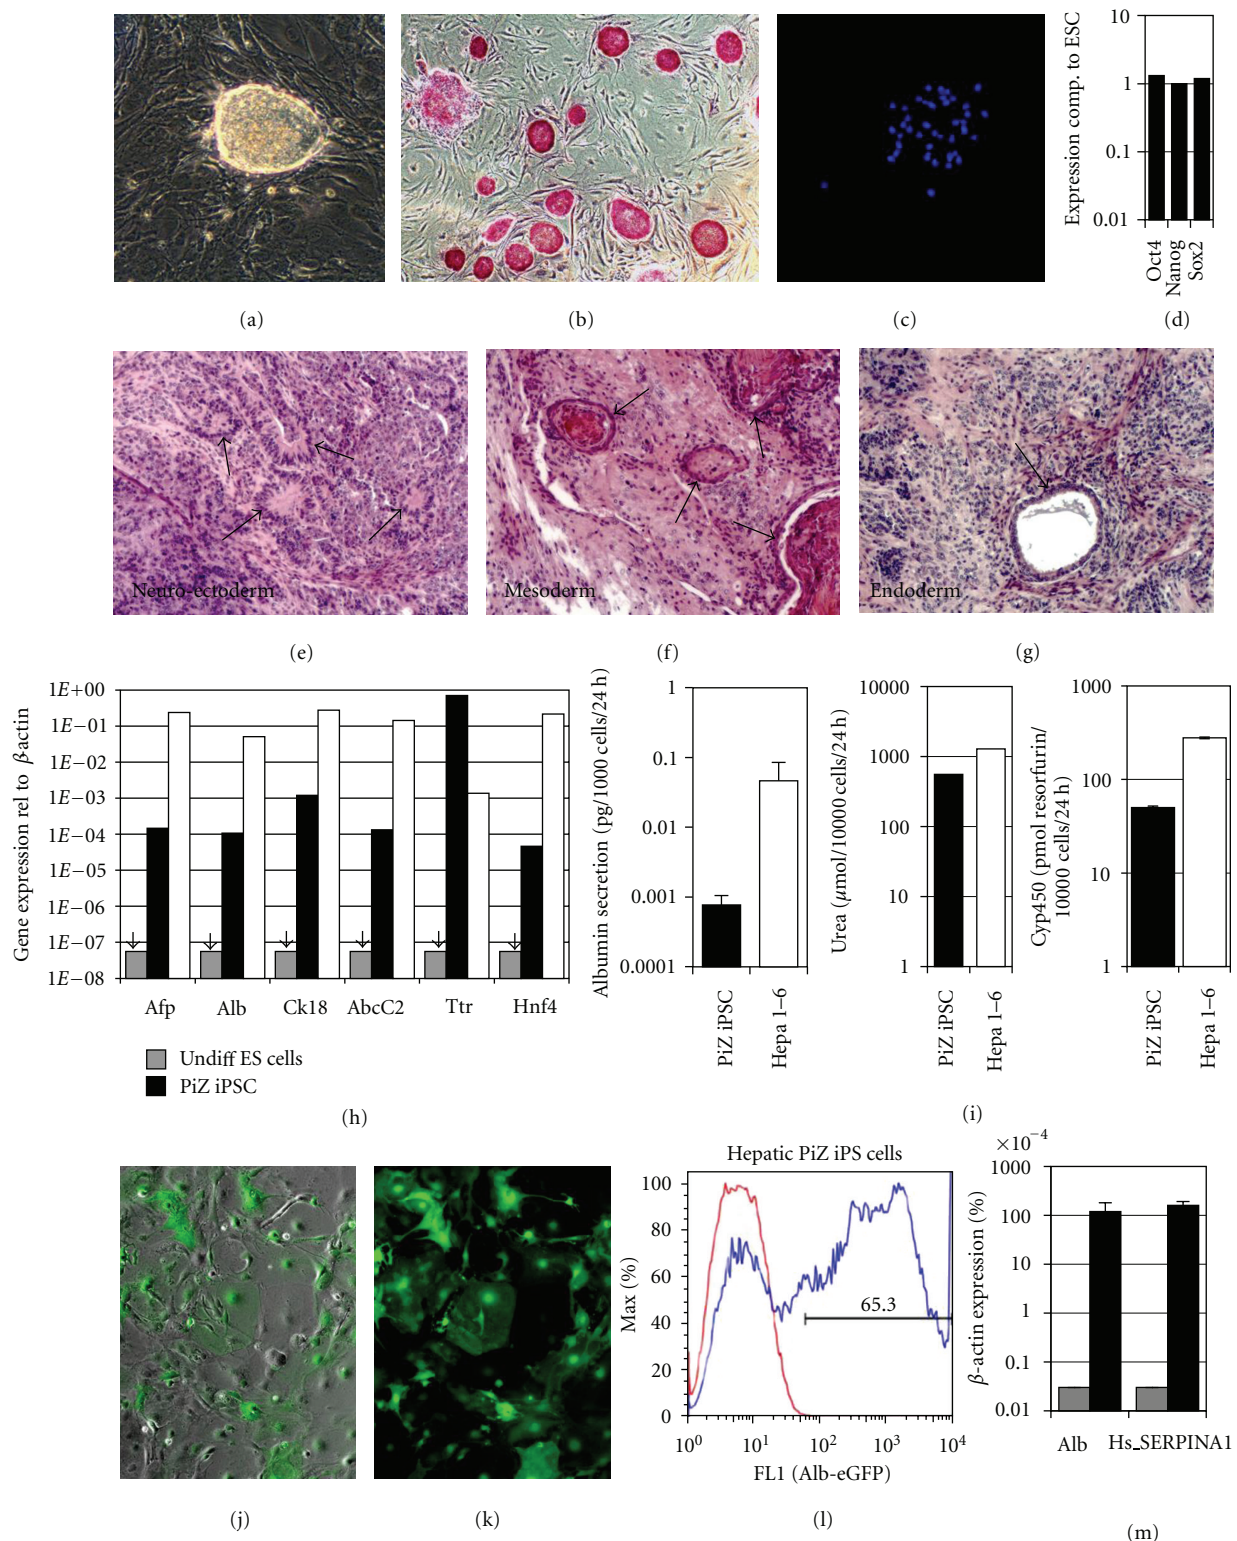 10
1
0.1
0.01
Expression comp. to ESC
Oct4
Nanog
Sox2
(a)
(b)
(c)
(d)
Neuro-ectoderm
Mesoderm
Endoderm
(e)
(f)
(g)
Gene expression rel to β-actin
1E+00
1E−01
1E−02
1E−03
1E−04
1E−05
1E−06
1E−07
1E−08
Afp
Alb
Ck18
AbcC2
Ttr
Hnf4
Undiff ES cells
PiZ iPSC
(h)
Albumin secretion (pg/1000 cells/24 h)
1
0.1
0.01
0.001
0.0001
PiZ iPSC
Hepa 1–6
Urea (μmol/10000 cells/24 h)
10000
1000
100
10
1
PiZ iPSC
Hepa 1–6
Cyp450 (pmol resorfurin/
10000 cells/24 h)
1000
100
10
1
PiZ iPSC
Hepa 1–6
(i)
(j)
(k)
Hepatic PiZ iPS cells
Max (%)
100
80
60
40
20
0
65.3
10⁰
10¹
10²
10³
10⁴
FL1 (Alb-eGFP)
(l)
×10⁻⁴
β-actin expression (%)
1000
100
10
1
0.1
0.01
Alb
Hs_SERPINA1
(m)